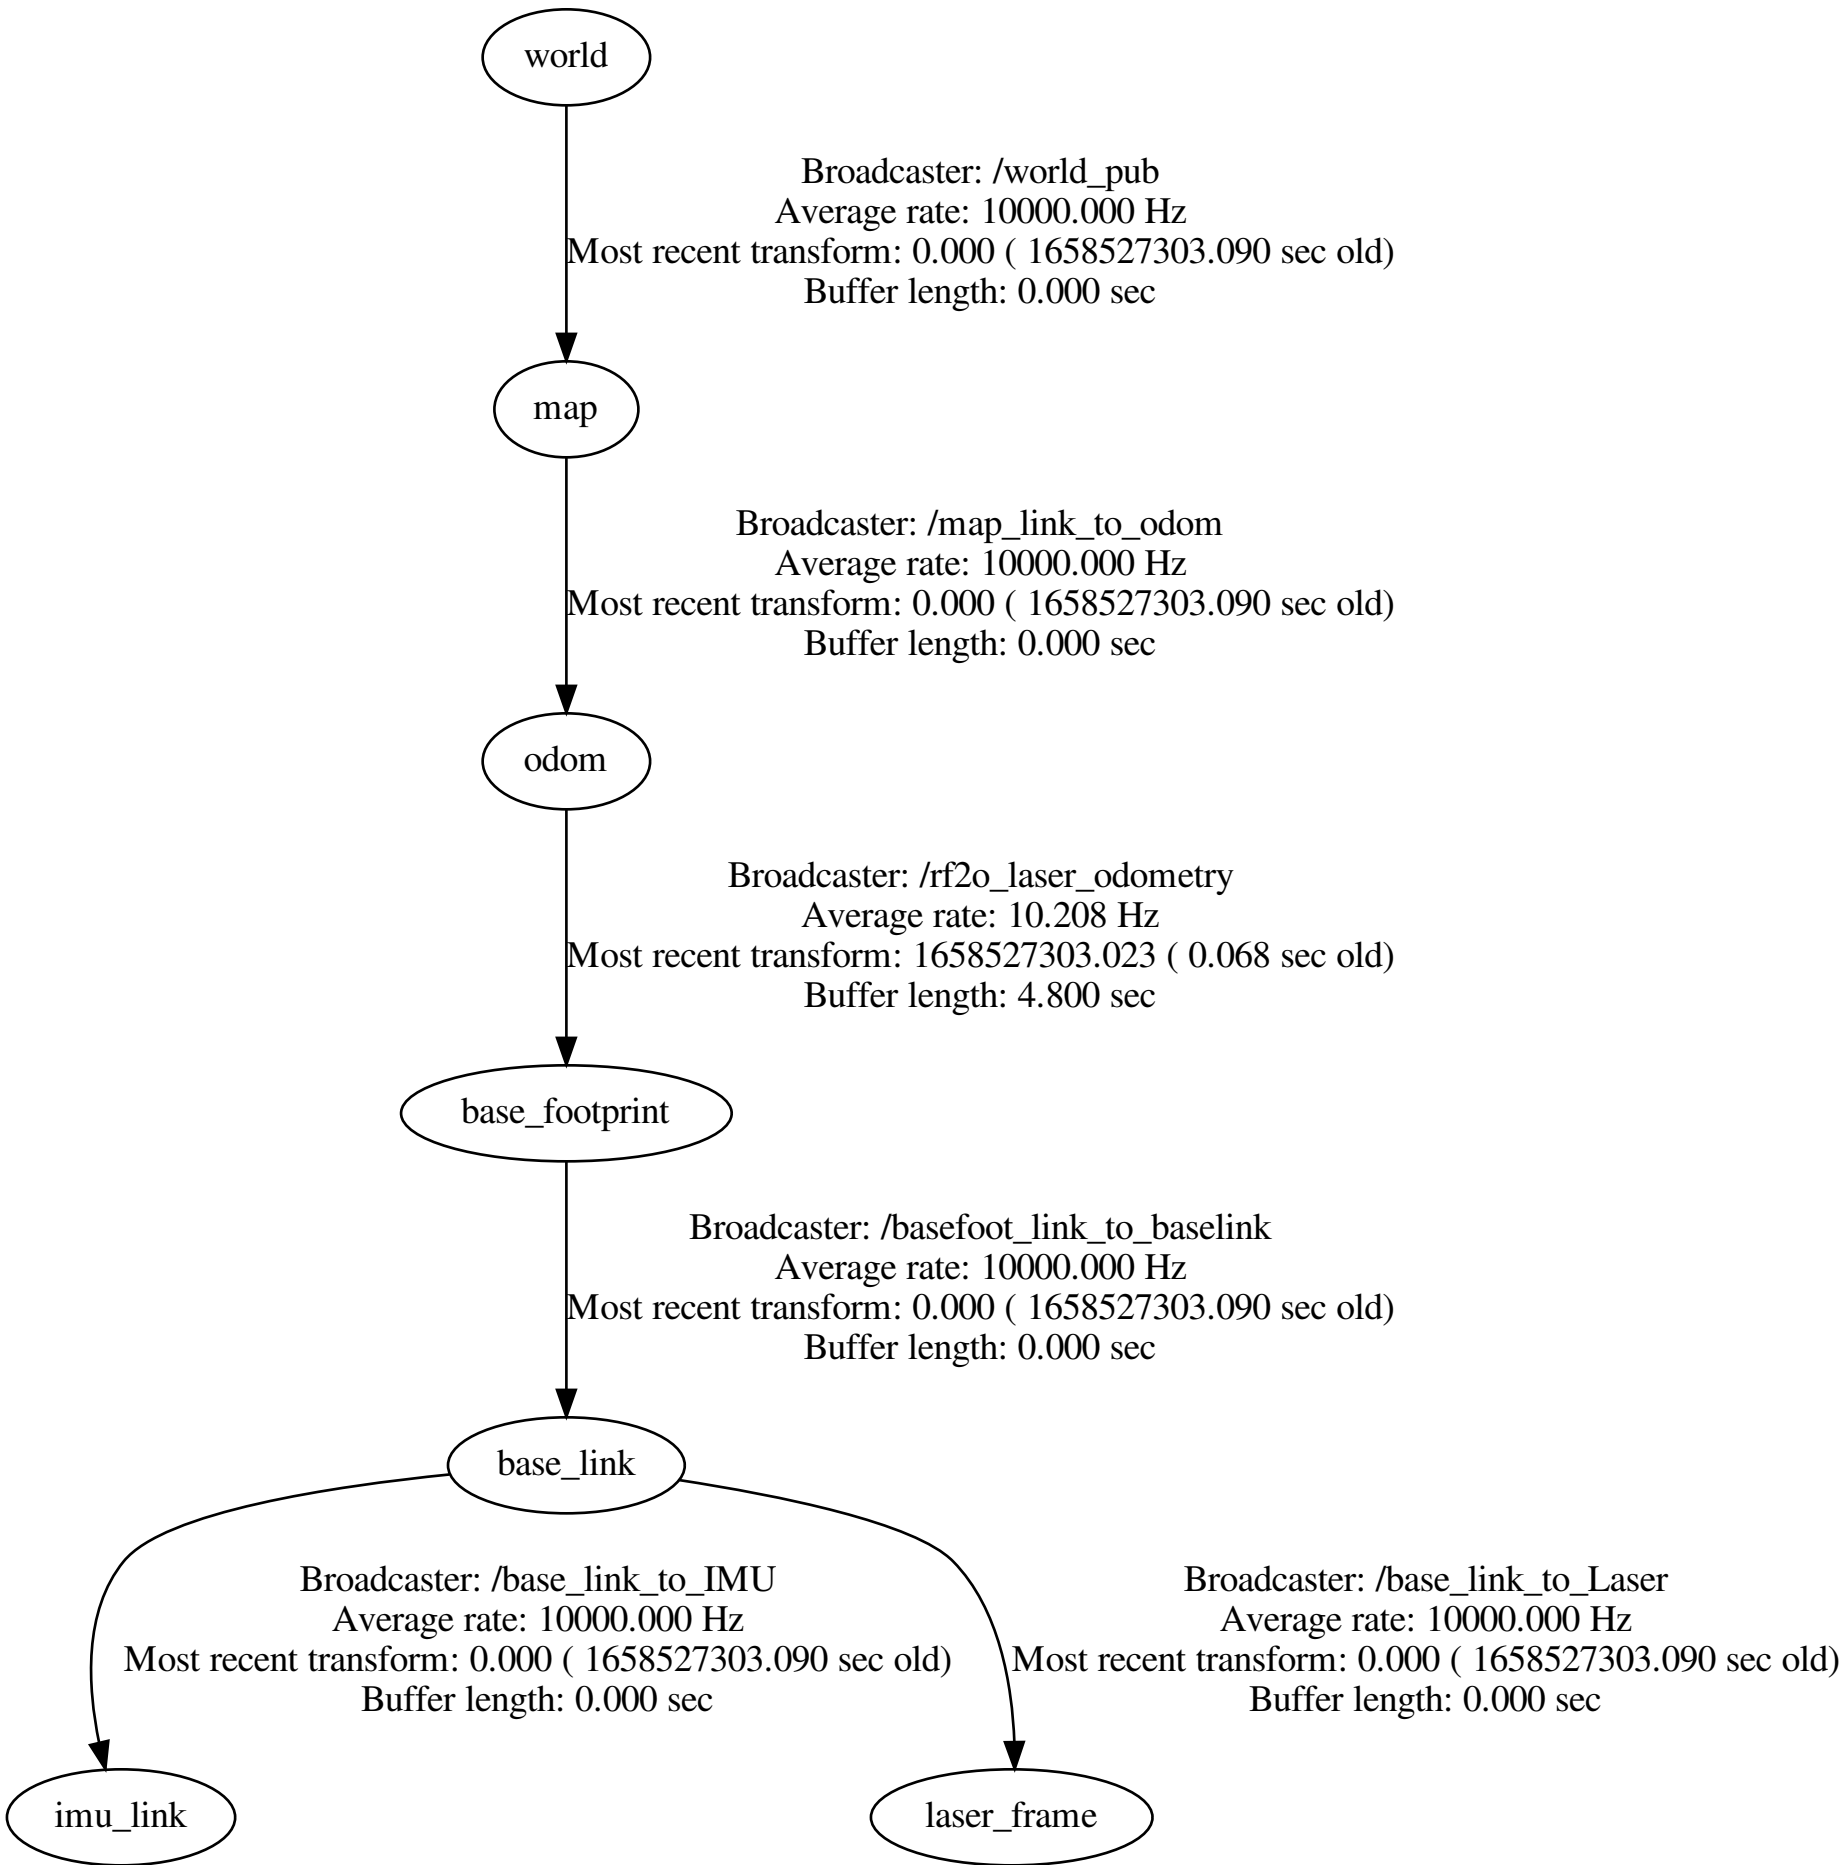 world
Broadcaster: /world_pub
Average rate: 10000.000 Hz
Most recent transform: 0.000 ( 1658527303.090 sec old)
Buffer length: 0.000 sec
map
Broadcaster: /map_link_to_odom
Average rate: 10000.000 Hz
Most recent transform: 0.000 ( 1658527303.090 sec old)
Buffer length: 0.000 sec
odom
Broadcaster: /rf2o_laser_odometry
Average rate: 10.208 Hz
Most recent transform: 1658527303.023 ( 0.068 sec old)
Buffer length: 4.800 sec
base_footprint
Broadcaster: /basefoot_link_to_baselink
Average rate: 10000.000 Hz
Most recent transform: 0.000 ( 1658527303.090 sec old)
Buffer length: 0.000 sec
base_link
Broadcaster: /base_link_to_IMU
Average rate: 10000.000 Hz
Most recent transform: 0.000 ( 1658527303.090 sec old)
Buffer length: 0.000 sec
Broadcaster: /base_link_to_Laser
Average rate: 10000.000 Hz
Most recent transform: 0.000 ( 1658527303.090 sec old)
Buffer length: 0.000 sec
imu_link
laser_frame